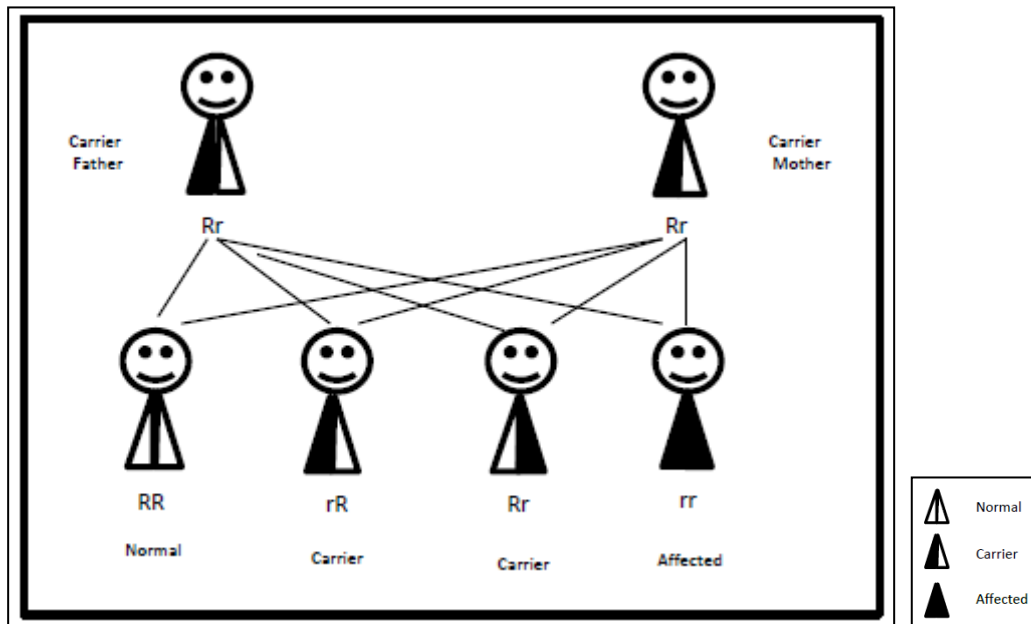 Carrier
Father
Carrier
Mother
Rr
Rr
RR
rR
Rr
rr
Normal
Carrier
Carrier
Affected
Normal
Carrier
Affected